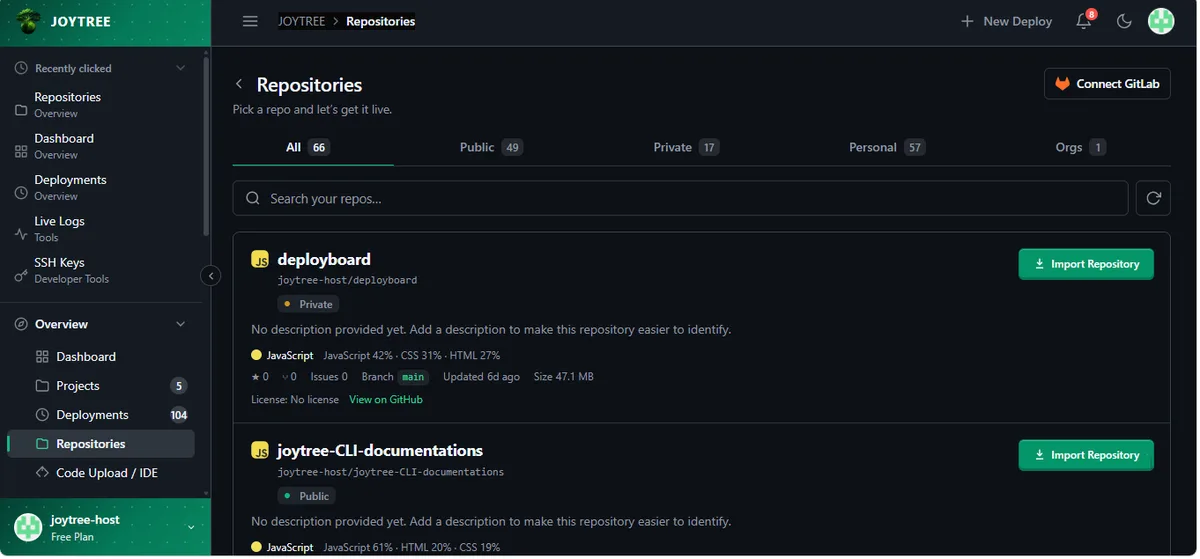 JOYTREE
Recently clicked
Repositories
Overview
Dashboard
Overview
Deployments
Overview
Live Logs
Tools
SSH Keys
Developer Tools
Overview
Dashboard
Projects 5
Deployments 104
Repositories
Code Upload / IDE
joytree-host
Free Plan
JOYTREE > Repositories
+ New Deploy
8
Repositories
Pick a repo and let's get it live.
Connect GitLab
All 66 Public 49 Private 17 Personal 57 Orgs 1
Search your repos...
JS deployboard
joytree-host/deployboard
Private
Import Repository
No description provided yet. Add a description to make this repository easier to identify.
JavaScript JavaScript 42% · CSS 31% · HTML 27%
★ 0 0 Issues 0 Branch main Updated 6d ago Size 47.1 MB
License: No license View on GitHub
JS joytree-CLI-documentations
joytree-host/joytree-CLI-documentations
Public
Import Repository
No description provided yet. Add a description to make this repository easier to identify.
JavaScript JavaScript 61% · HTML 20% · CSS 19%